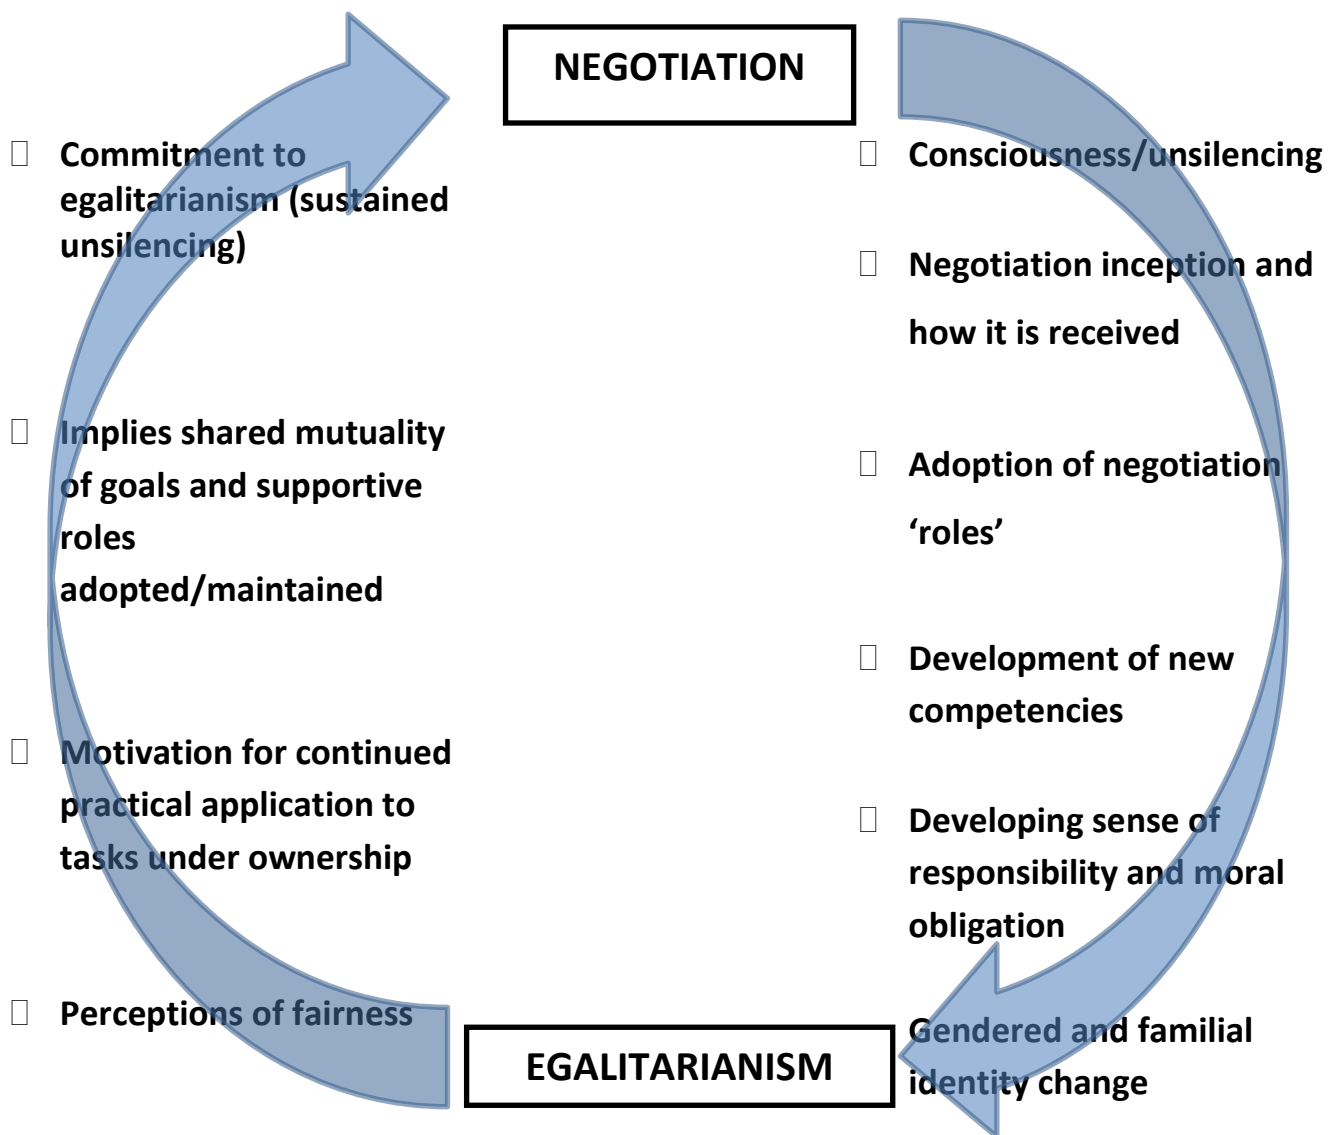 NEGOTIATION
Commitment to
egalitarianism (sustained
unsilencing)
Implies shared mutuality
of goals and supportive
roles
adopted/maintained
Motivation for continued
practical application to
tasks under ownership
Perceptions of fairness
Consciousness/unsilencing
Negotiation inception and
how it is received
Adoption of negotiation
‘roles’
Development of new
competencies
Developing sense of
responsibility and moral
obligation
Gendered and familial
identity change
EGALITARIANISM